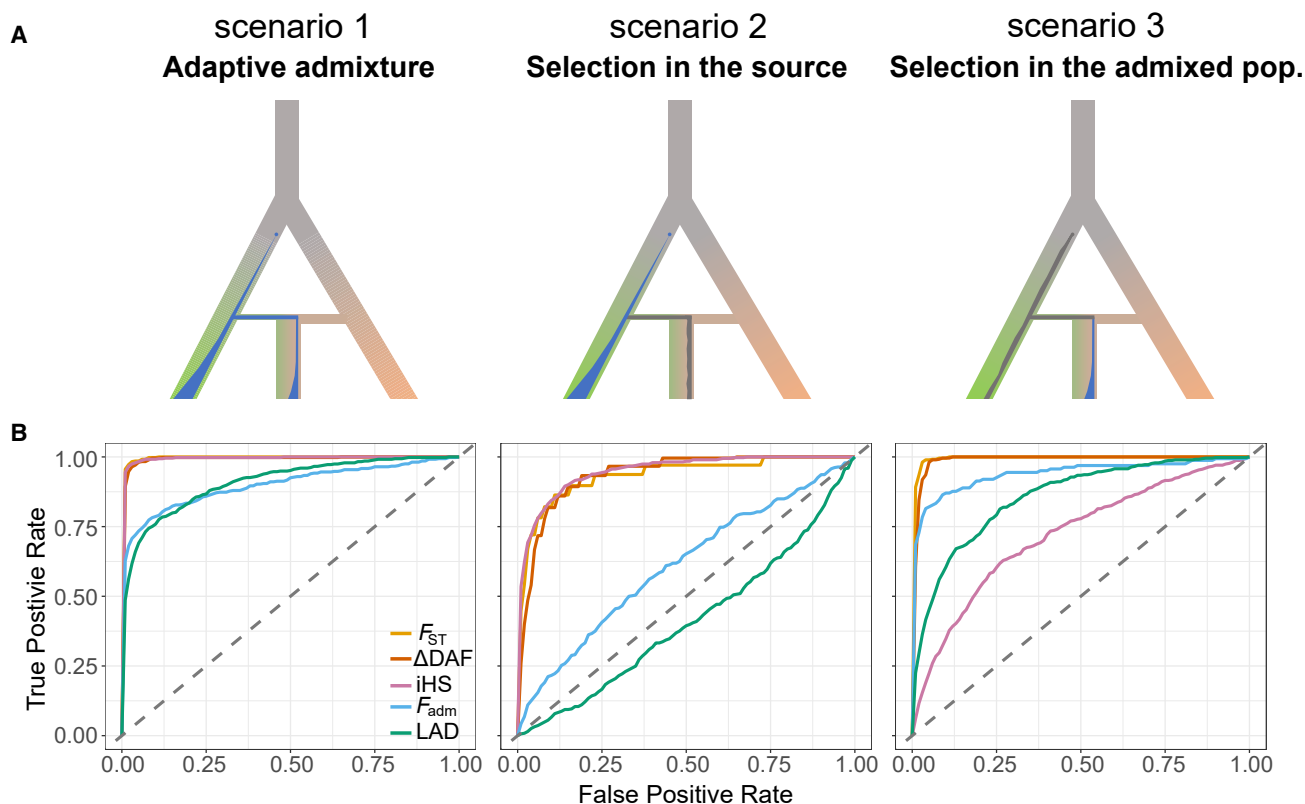 A
scenario 1
Adaptive admixture
scenario 2
Selection in the source
scenario 3
Selection in the admixed pop.
B
True Postivie Rate
1.00
0.75
0.50
0.25
0.00
FST
ΔDAF
iHS
Fadm
LAD
0.00 0.25 0.50 0.75 1.00
0.00 0.25 0.50 0.75 1.00
0.00 0.25 0.50 0.75 1.00
False Positive Rate